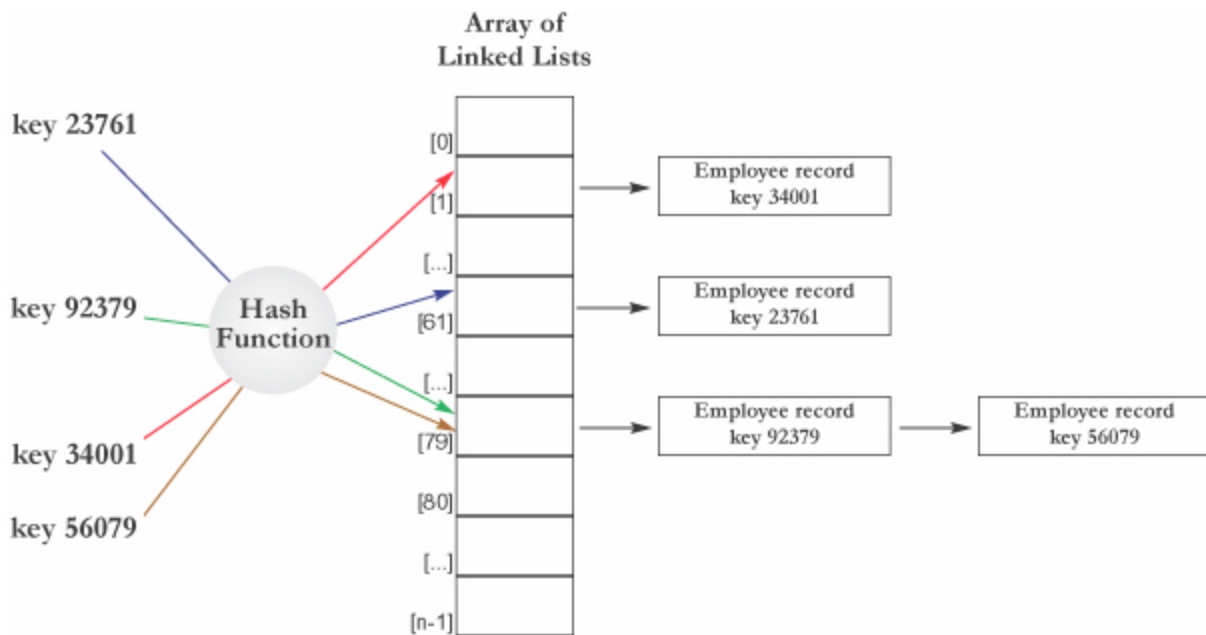 Array of
Linked Lists
key 23761
key 92379
key 34001
key 56079
Hash
Function
[0]
[1]
[...]
[61]
[...]
[79]
[80]
[...]
[n-1]
Employee record
key 34001
Employee record
key 23761
Employee record
key 92379
Employee record
key 56079